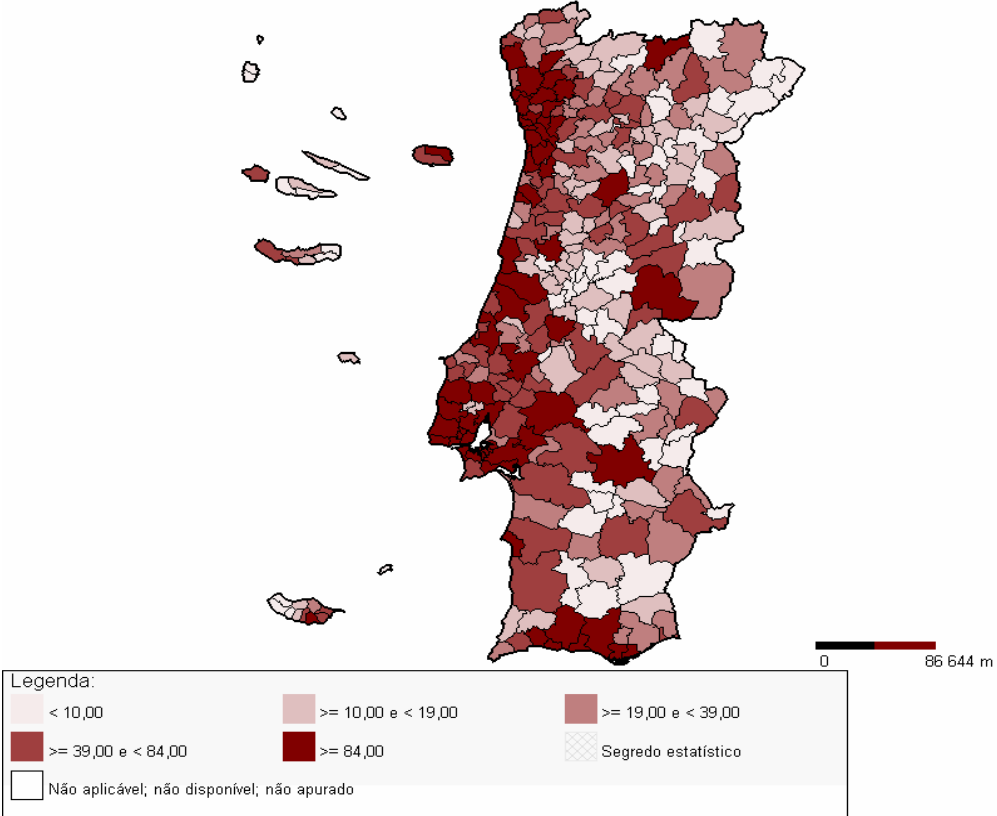 0 86 644 m
Legenda:
< 10,00 >= 10,00 e < 19,00 >= 19,00 e < 39,00
>= 39,00 e < 84,00 >= 84,00 Segredo estatístico
Não aplicável; não disponível; não apurado